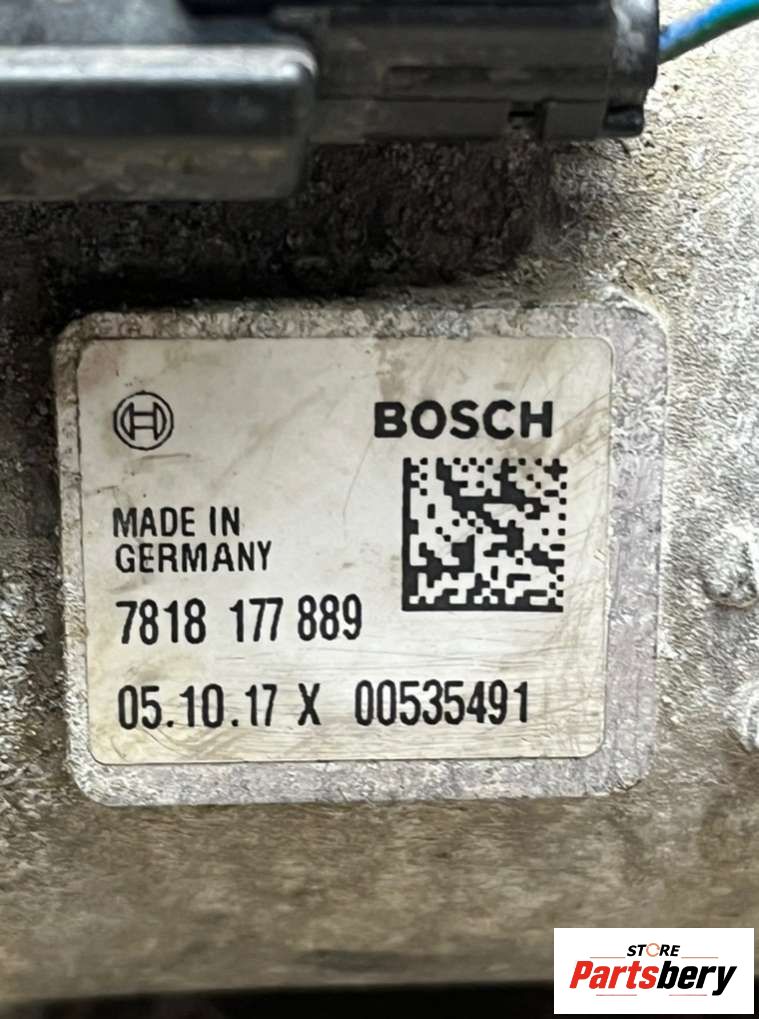 BOSCH
MADE IN
GERMANY
7818 177 889
05.10.17 X 00535491
STORE
Partsbery